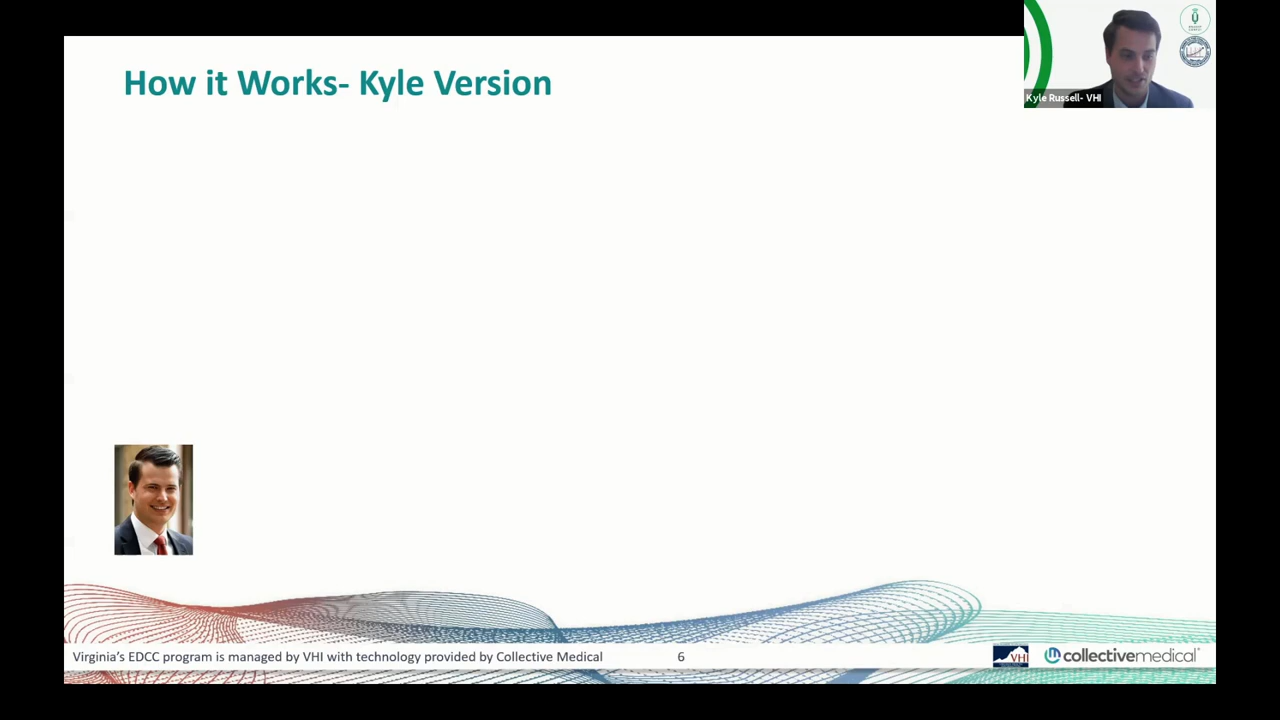 How it Works- Kyle Version
Kyle Russell- VHI
Virginia's EDCC program is managed by VHI with technology provided by Collective Medical
6
VHI
collectivemedical